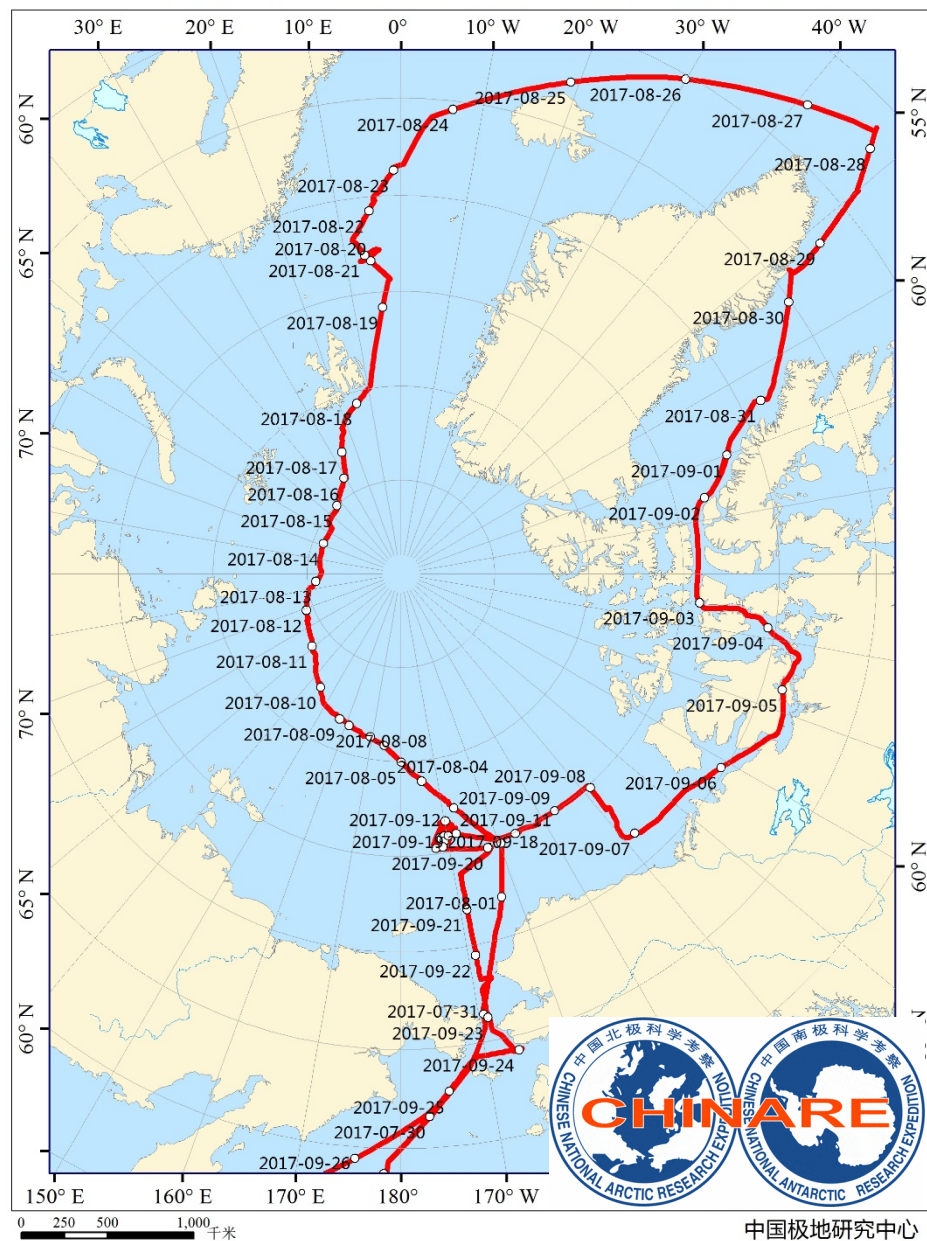 30° E
20° E
10° E
0°
10° W
20° W
30° W
40° W
60° N
55° N
65° N
60° N
70° N
70° N
65° N
60° N
60° N
2017-08-25
2017-08-26
2017-08-24
2017-08-27
2017-08-28
2017-08-23
2017-08-22
2017-08-20
2017-08-21
2017-08-29
2017-08-30
2017-08-19
2017-08-18
2017-08-31
2017-08-17
2017-09-01
2017-08-16
2017-09-02
2017-08-15
2017-08-14
2017-08-13
2017-09-03
2017-08-12
2017-09-04
2017-08-11
2017-08-10
2017-09-05
2017-08-09
2017-08-08
2017-08-05
2017-08-04
2017-09-08
2017-09-06
2017-09-09
2017-09-12
2017-09-11
2017-09-19
2017-09-18
2017-09-07
2017-09-20
2017-08-01
2017-09-21
2017-09-22
2017-07-31
2017-09-23
2017-09-24
2017-09-25
2017-07-30
2017-09-26
150° E
160° E
170° E
180°
170° W
0 250 500 1,000
千米
中国北极科学考察
CHINESE NATIONAL ARCTIC RESEARCH EXPEDITION
中国南极科学考察
CHINESE NATIONAL ANTARCTIC RESEARCH EXPEDITION
CHINARE
中国极地研究中心